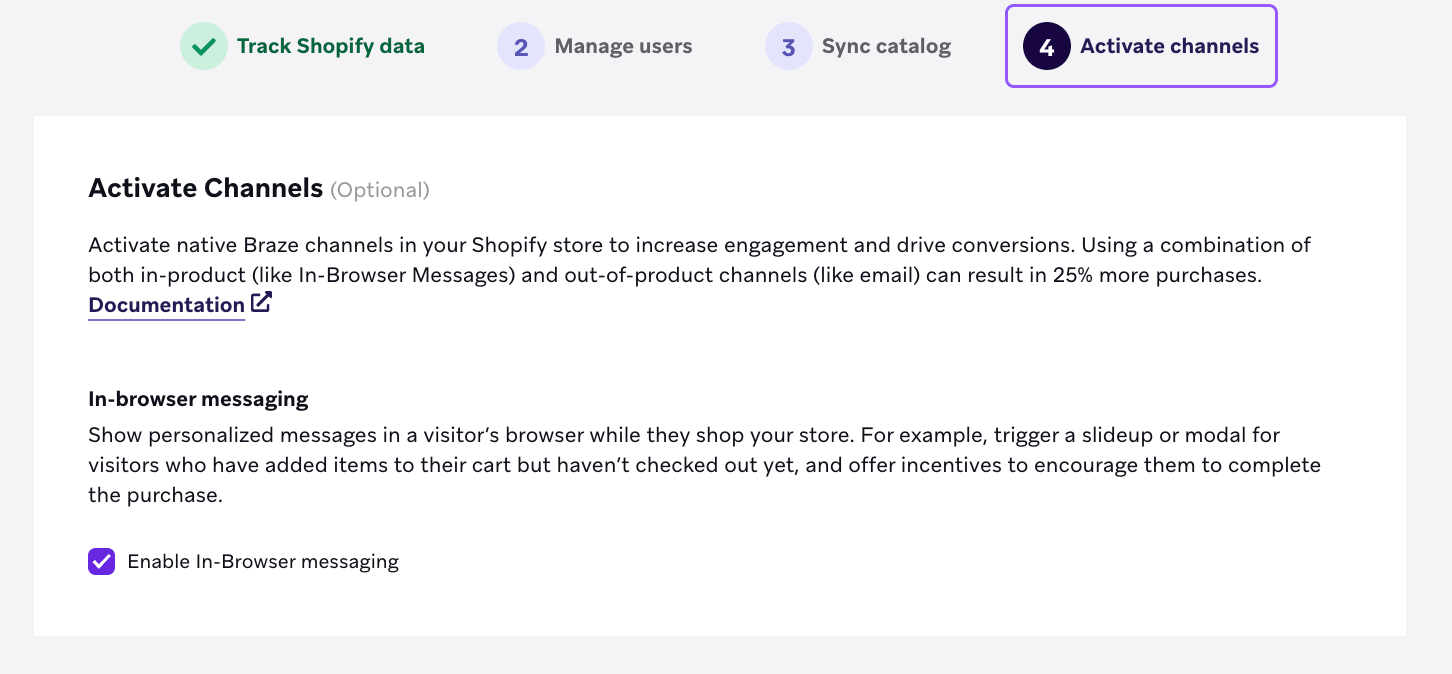 Track Shopify data
2 Manage users
3 Sync catalog
4 Activate channels
Activate Channels (Optional)
Activate native Braze channels in your Shopify store to increase engagement and drive conversions. Using a combination of
both in-product (like In-Browser Messages) and out-of-product channels (like email) can result in 25% more purchases.
Documentation
In-browser messaging
Show personalized messages in a visitor’s browser while they shop your store. For example, trigger a slideup or modal for
visitors who have added items to their cart but haven’t checked out yet, and offer incentives to encourage them to complete
the purchase.
Enable In-Browser messaging